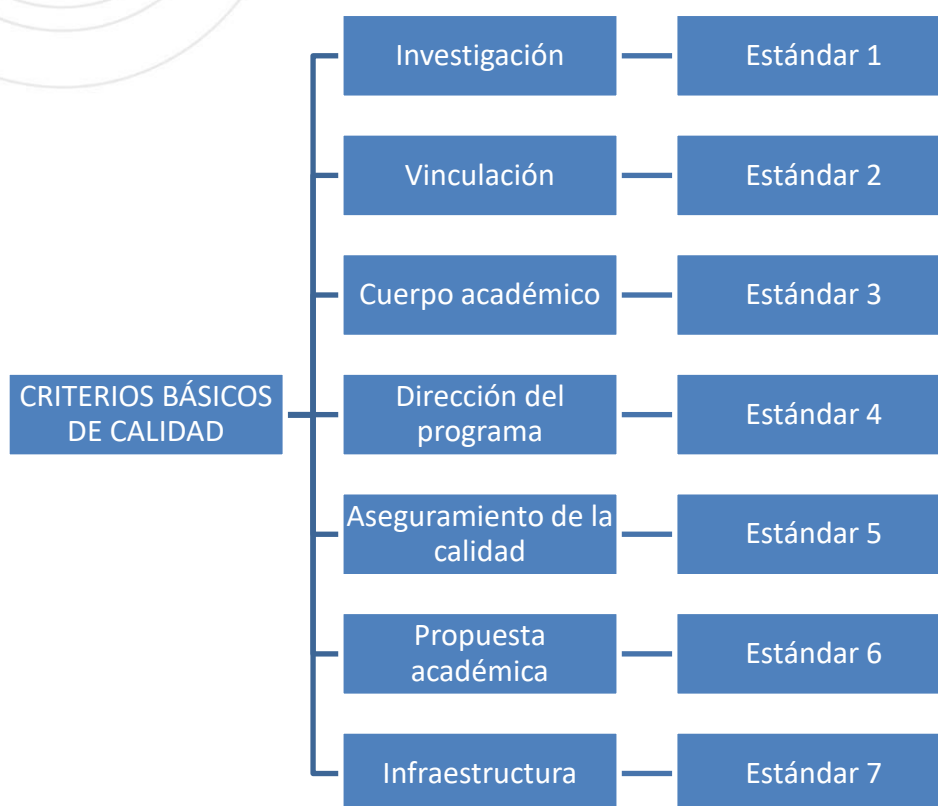 Investigación
Estándar 1
Vinculación
Estándar 2
Cuerpo académico
Estándar 3
CRITERIOS BÁSICOS
DE CALIDAD
Dirección del
programa
Estándar 4
Aseguramiento de la
calidad
Estándar 5
Propuesta
académica
Estándar 6
Infraestructura
Estándar 7